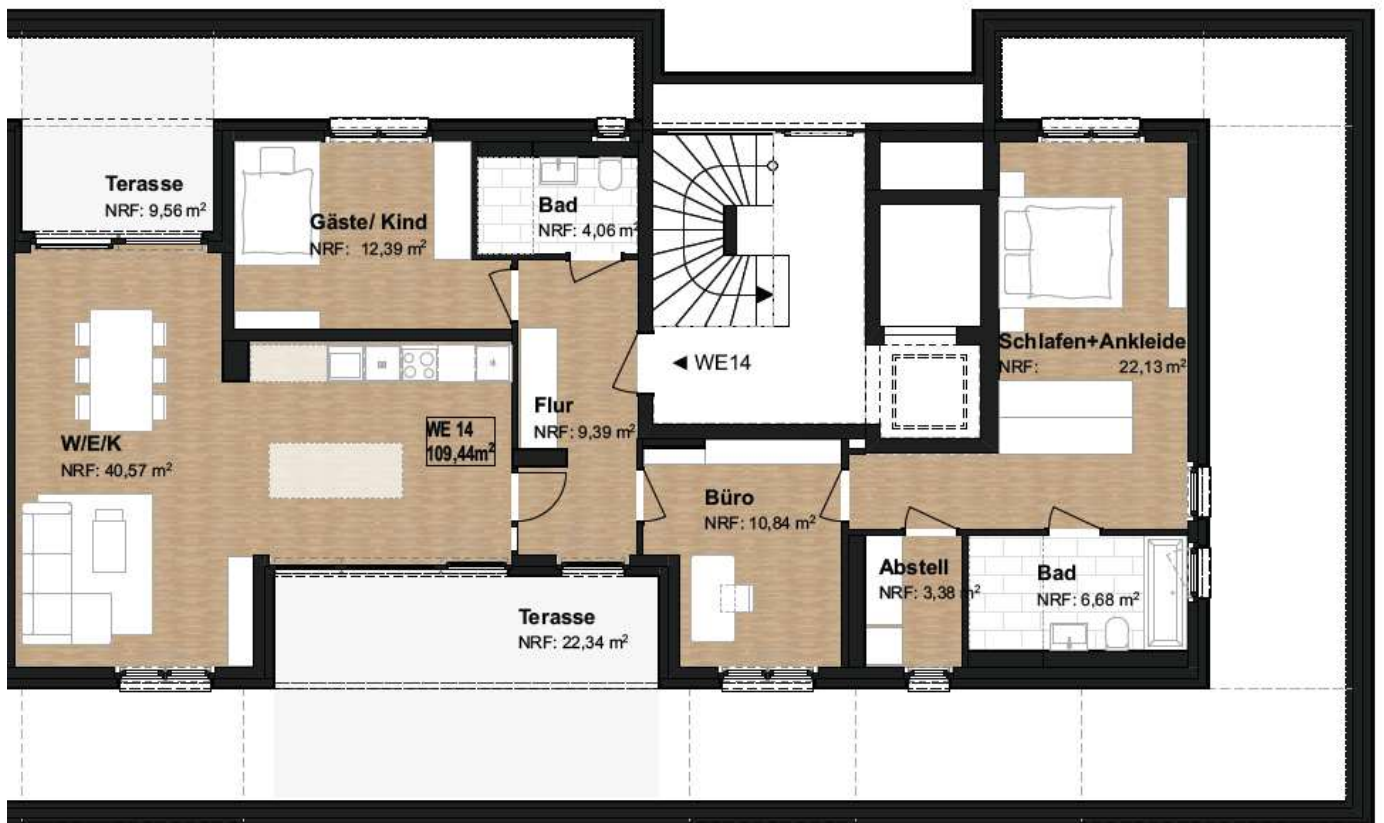 Terasse
NRF: 9,56 m²
Gäste/ Kind
NRF: 12,39 m²
Bad
NRF: 4,06 m²
◄ WE14
Schlafen+Ankleide
NRF: 22,13 m²
W/E/K
NRF: 40,57 m²
WE 14
109,44m²
Flur
NRF: 9,39 m²
Büro
NRF: 10,84 m²
Abstell
NRF: 3,38 m²
Bad
NRF: 6,68 m²
Terasse
NRF: 22,34 m²